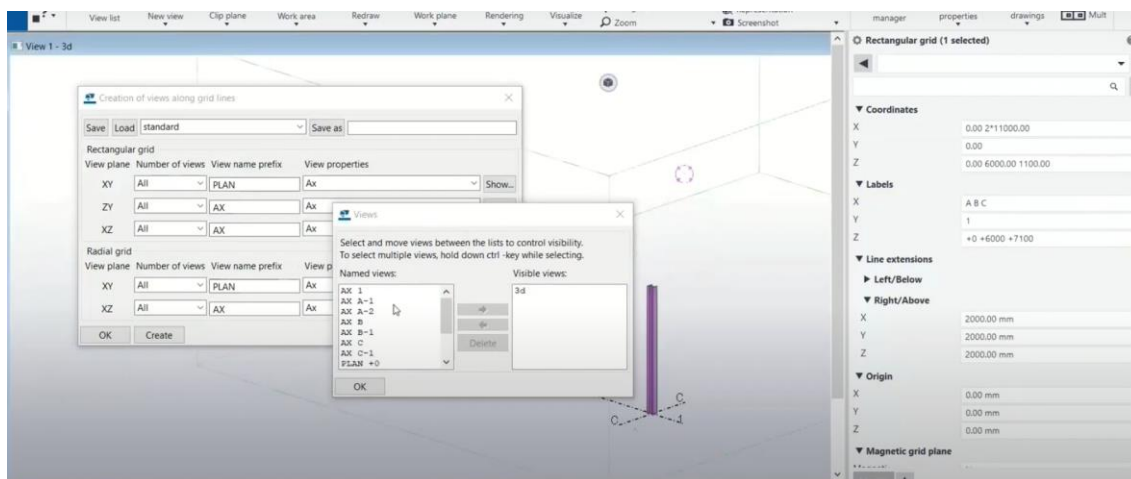 View list New view Clip plane Work area Redraw Work plane Rendering Visualize Zoom Screenshot manager properties drawings Mult
View 1 - 3d
Creation of views along grid lines
Save Load standard Save as
Rectangular grid
View plane Number of views View name prefix View properties
XY All PLAN Ax Show...
ZY All AX Ax
XZ All AX Ax
Radial grid
View plane Number of views View name prefix View p
XY All PLAN Ax
XZ All AX Ax
OK Create
Views
Select and move views between the lists to control visibility.
To select multiple views, hold down ctrl -key while selecting.
Named views: Visible views:
AX 1
AX A-1
AX A-2
AX B
AX B-1
AX C
AX C-1
PLAN +0
3d
Delete
OK
C
C
1
Rectangular grid (1 selected)
Coordinates
X 0.00 2*11000.00
Y 0.00
Z 0.00 6000.00 1100.00
Labels
X A B C
Y 1
Z +0 +6000 +7100
Line extensions
Left/Below
Right/Above
X 2000.00 mm
Y 2000.00 mm
Z 2000.00 mm
Origin
X 0.00 mm
Y 0.00 mm
Z 0.00 mm
Magnetic grid plane